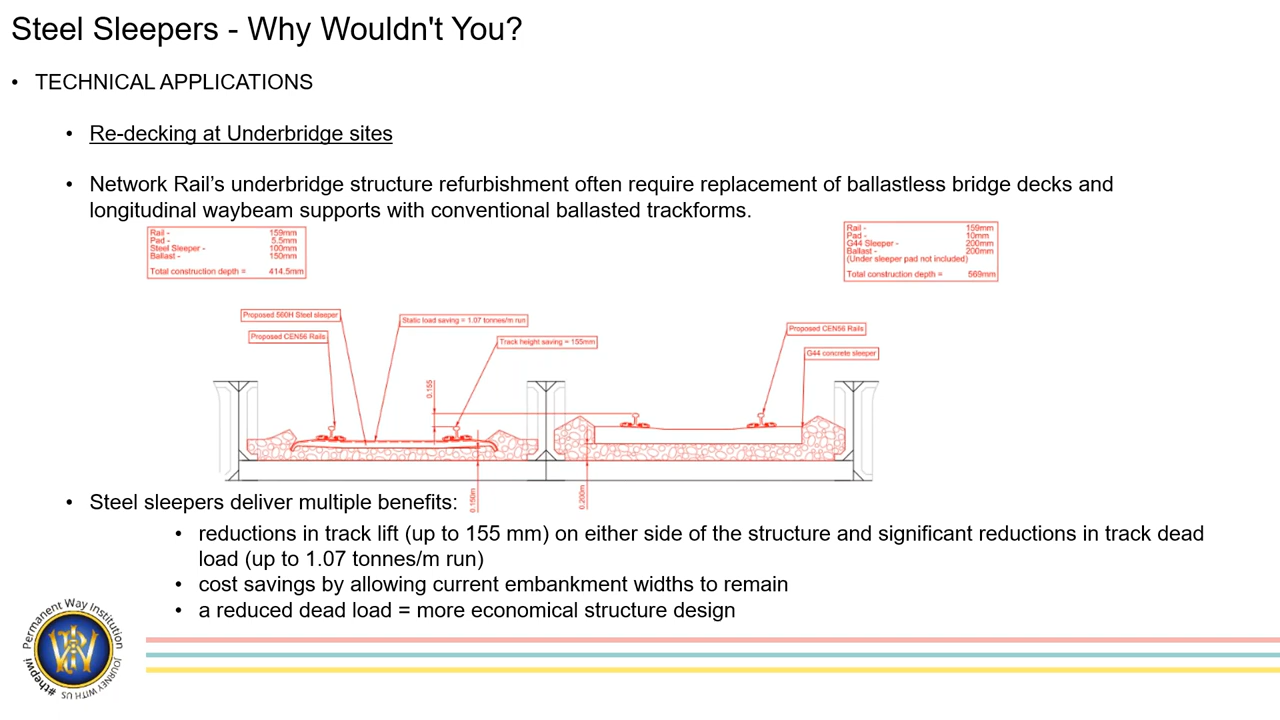 Steel Sleepers - Why Wouldn't You?
• TECHNICAL APPLICATIONS
• Re-decking at Underbridge sites
• Network Rail’s underbridge structure refurbishment often require replacement of ballastless bridge decks and
longitudinal waybeam supports with conventional ballasted trackforms.
Rail - 159mm
Pad - 5.5mm
Steel Sleeper - 100mm
Ballast - 150mm
Total construction depth = 414.5mm
Rail - 159mm
Pad - 10mm
G44 Sleeper - 200mm
Ballast - 200mm
(Under sleeper pad not included)
Total construction depth = 569mm
Proposed 560H Steel sleeper
Static load saving = 1.07 tonnes/m run
Proposed CEN56 Rails
Track height saving = 155mm
Proposed CEN56 Rails
G44 concrete sleeper
0.155
0.150m
0.200m
• Steel sleepers deliver multiple benefits:
• reductions in track lift (up to 155 mm) on either side of the structure and significant reductions in track dead
load (up to 1.07 tonnes/m run)
• cost savings by allowing current embankment widths to remain
• a reduced dead load = more economical structure design
Permanent Way Institution
JOURNEY WITH US
#thepwi